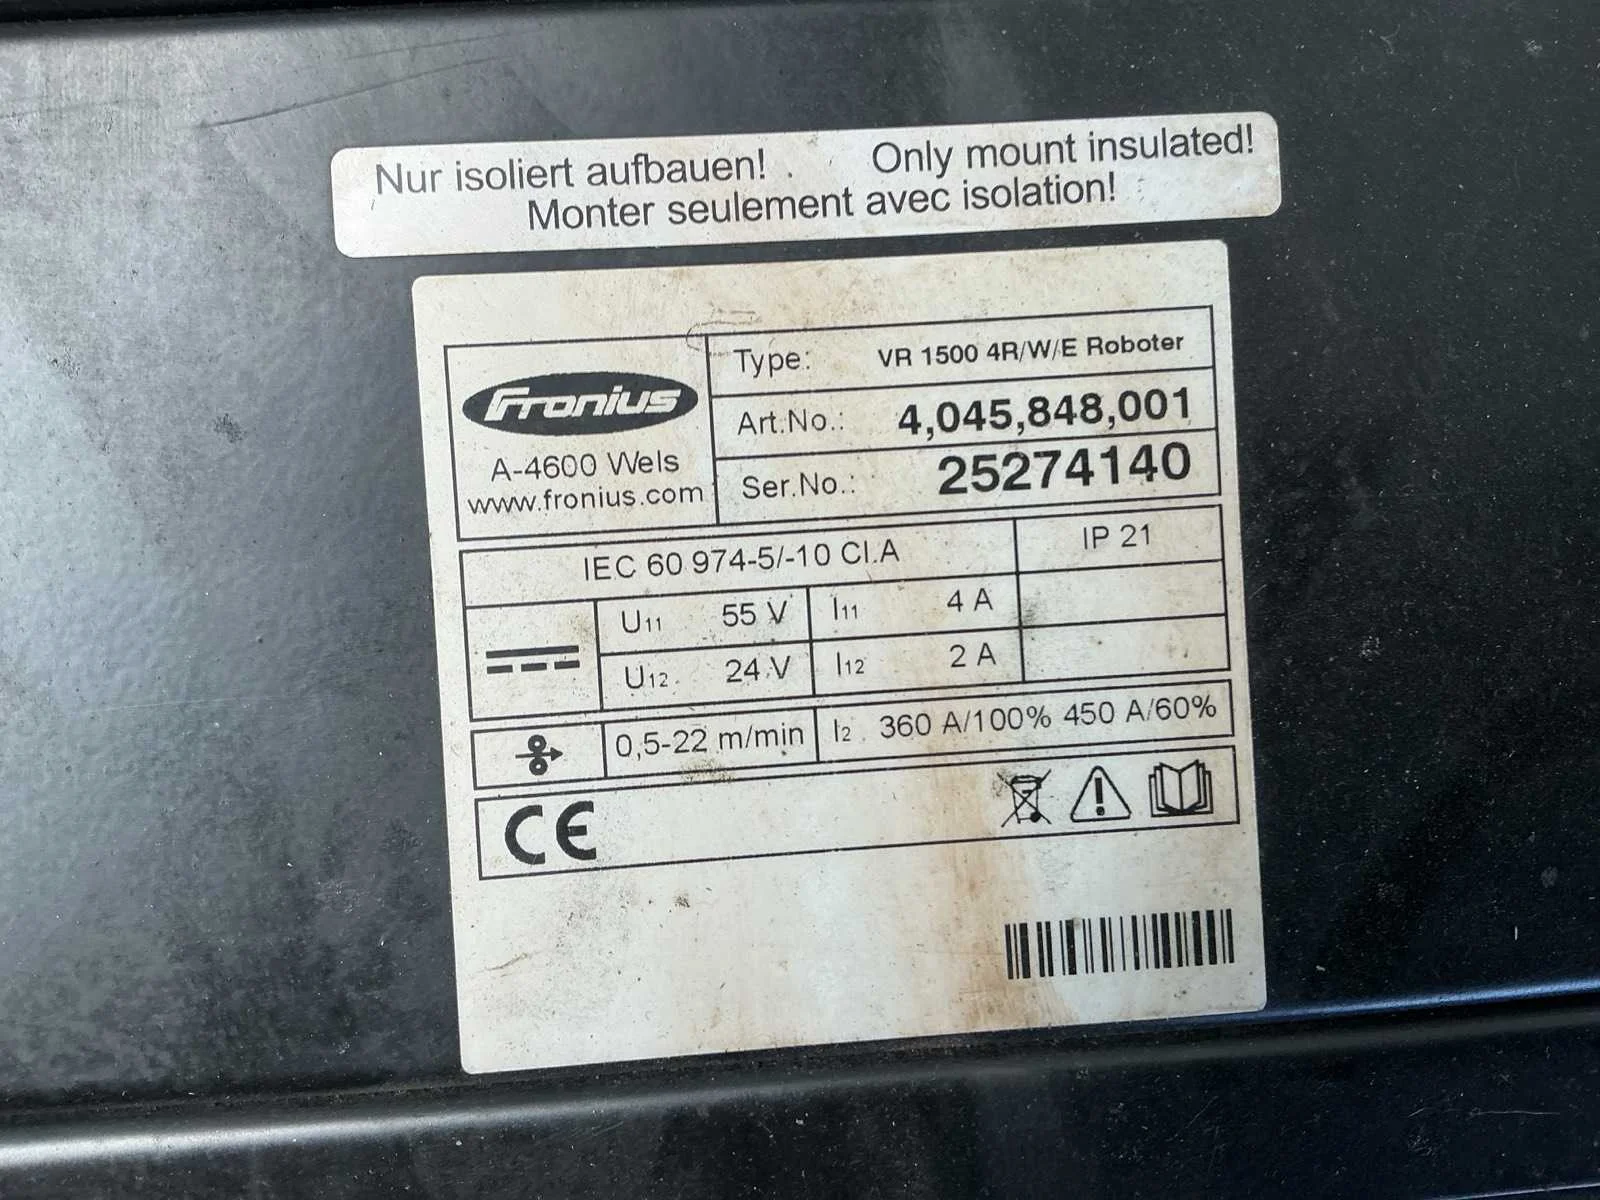 Nur isoliert aufbauen! Only mount insulated!
Monter seulement avec isolation!
Fronius
A-4600 Wels
www.fronius.com
Type: VR 1500 4R/W/E Roboter
Art.No.: 4,045,848,001
Ser.No.: 25274140
IEC 60 974-5/-10 Cl.A IP 21
U11 55 V I11 4 A
U12 24 V I12 2 A
0,5-22 m/min I2 360 A/100% 450 A/60%
CE